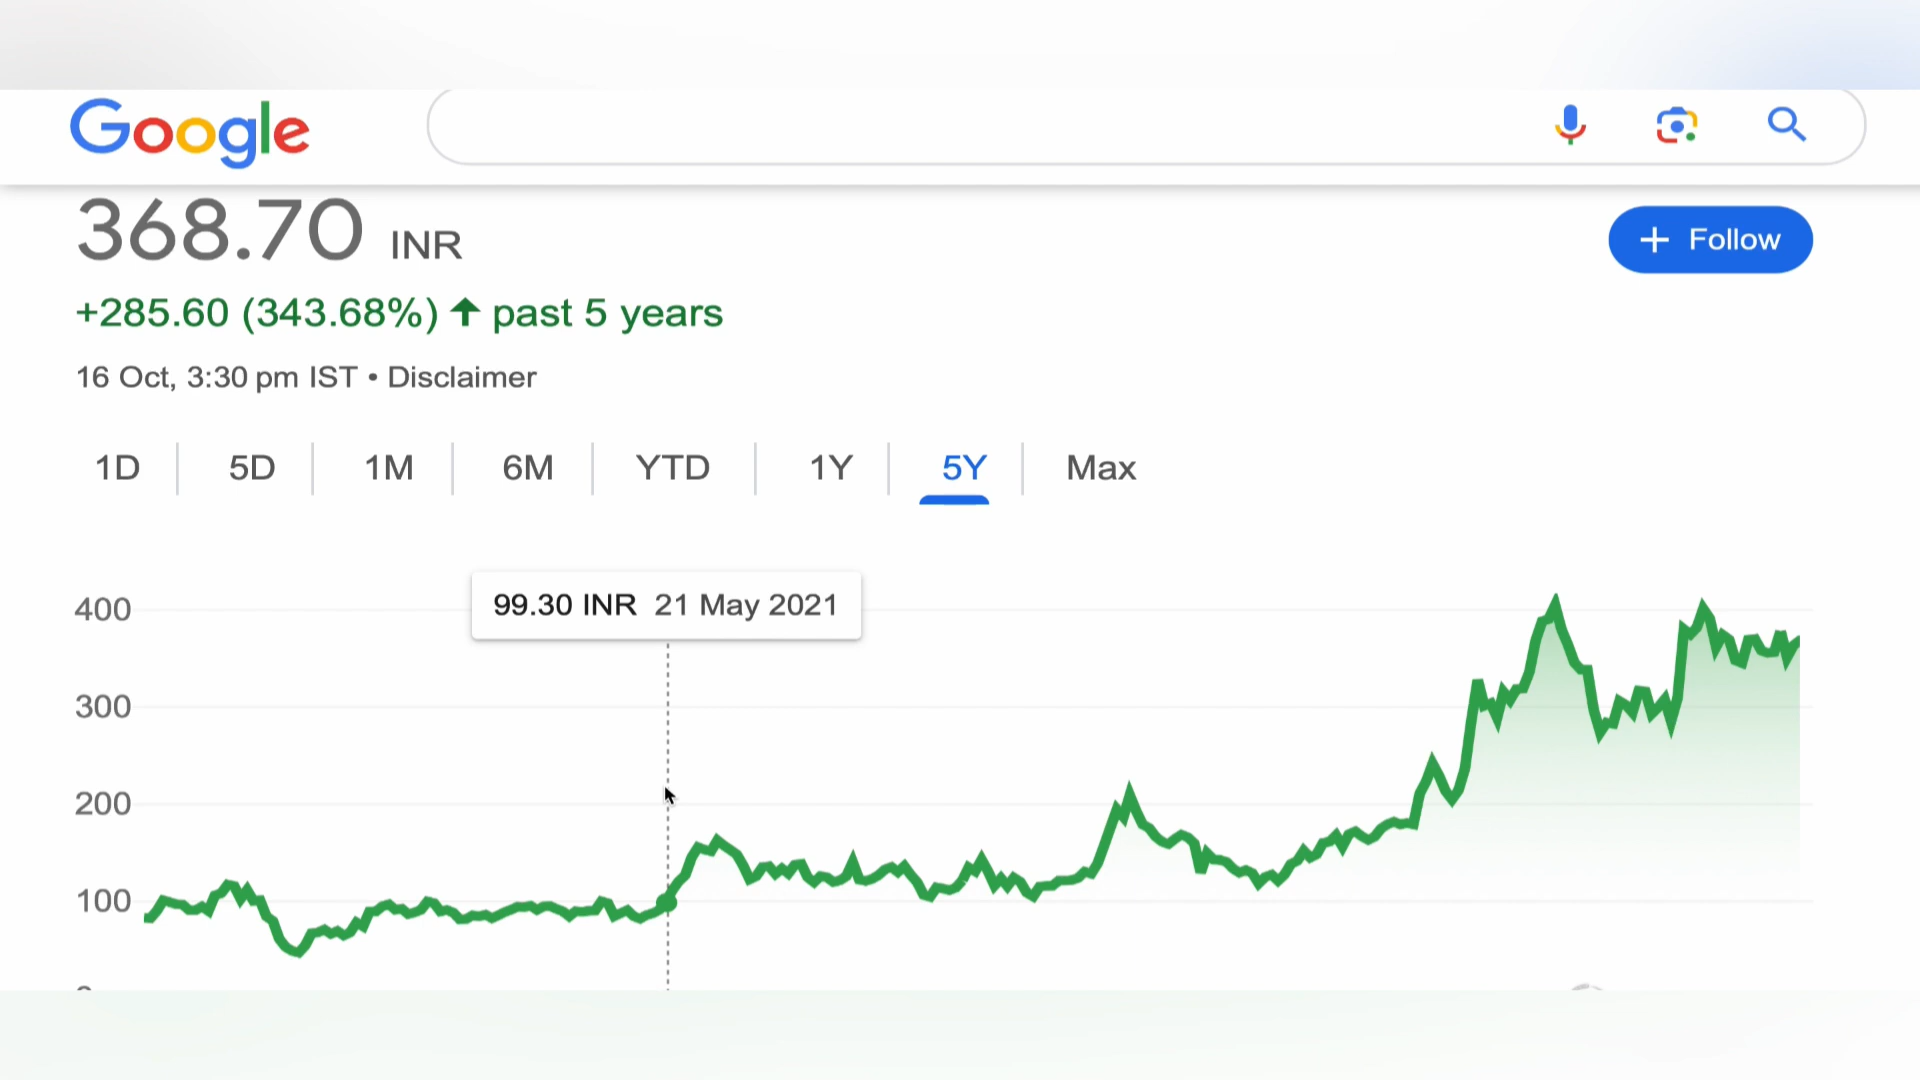 Google
368.70 INR
+ Follow
+285.60 (343.68%) ↑ past 5 years
16 Oct, 3:30 pm IST • Disclaimer
1D 5D 1M 6M YTD 1Y 5Y Max
99.30 INR 21 May 2021
400
300
200
100